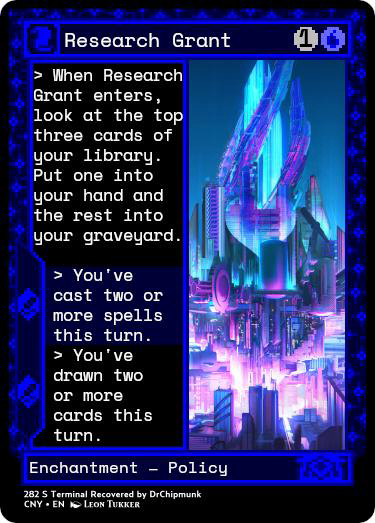 Research Grant 1
> When Research
Grant enters,
look at the top
three cards of
your library.
Put one into
your hand and
the rest into
your graveyard.
> You've
cast two or
more spells
this turn.
> You've
drawn two
or more
cards this
turn.
Enchantment – Policy
282 S Terminal Recovered by DrChipmunk
CNY • EN Leon Tukker